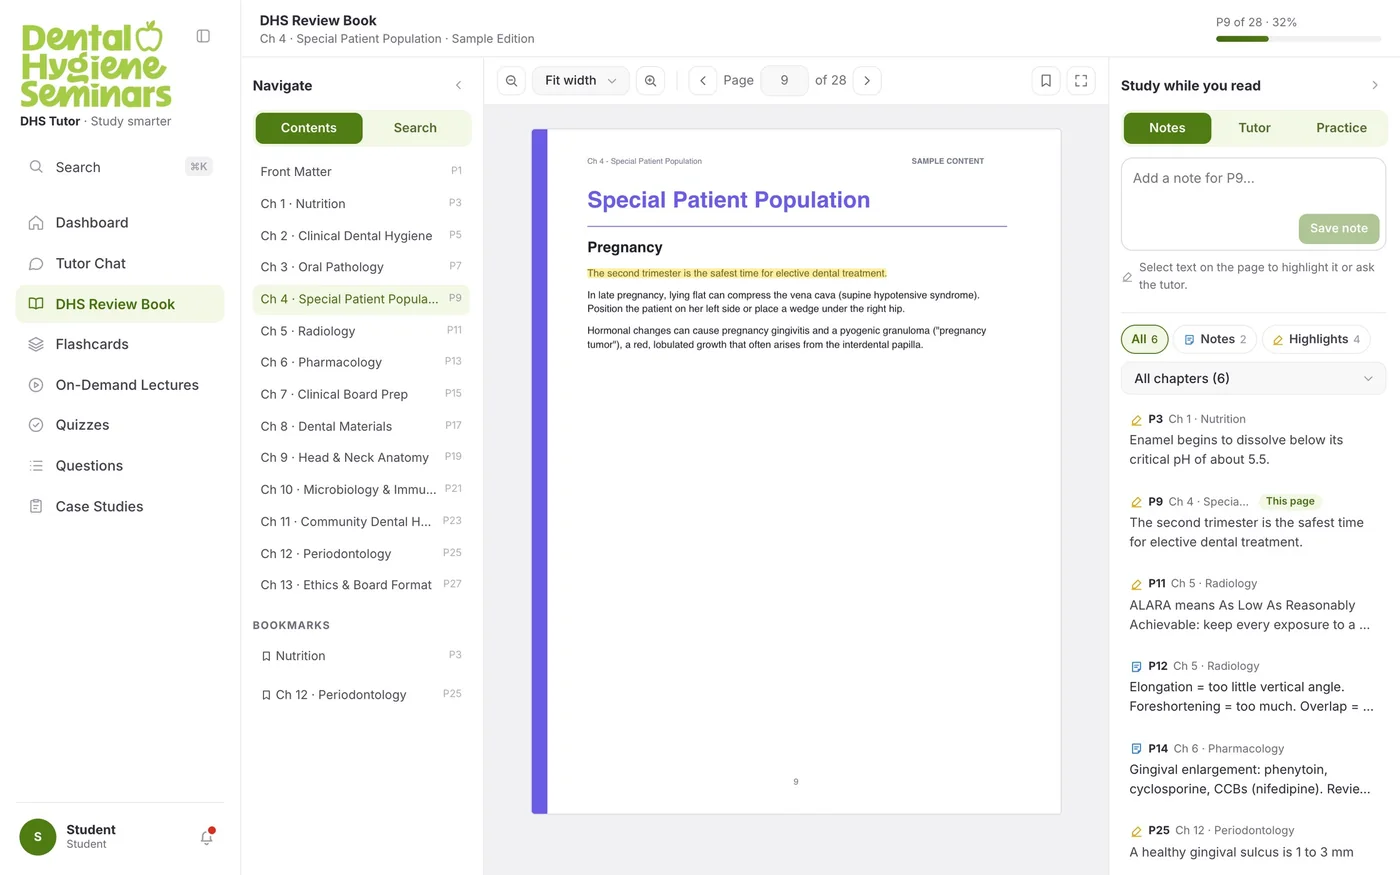 Dental
Hygiene
Seminars
DHS Tutor · Study smarter
Search
⌘K
Dashboard
Tutor Chat
DHS Review Book
Flashcards
On-Demand Lectures
Quizzes
Questions
Case Studies
S
Student
Student
DHS Review Book
Ch 4 · Special Patient Population · Sample Edition
P9 of 28 · 32%
Navigate
Contents
Search
Front Matter P1
Ch 1 · Nutrition P3
Ch 2 · Clinical Dental Hygiene P5
Ch 3 · Oral Pathology P7
Ch 4 · Special Patient Popula... P9
Ch 5 · Radiology P11
Ch 6 · Pharmacology P13
Ch 7 · Clinical Board Prep P15
Ch 8 · Dental Materials P17
Ch 9 · Head & Neck Anatomy P19
Ch 10 · Microbiology & Immu... P21
Ch 11 · Community Dental H... P23
Ch 12 · Periodontology P25
Ch 13 · Ethics & Board Format P27
BOOKMARKS
Nutrition P3
Ch 12 · Periodontology P25
Fit width
Page 9 of 28
Ch 4 · Special Patient Population
SAMPLE CONTENT
Special Patient Population
Pregnancy
The second trimester is the safest time for elective dental treatment.
In late pregnancy, lying flat can compress the vena cava (supine hypotensive syndrome).
Position the patient on her left side or place a wedge under the right hip.
Hormonal changes can cause pregnancy gingivitis and a pyogenic granuloma ("pregnancy
tumor"), a red, lobulated growth that often arises from the interdental papilla.
9
Study while you read
Notes
Tutor
Practice
Add a note for P9...
Save note
Select text on the page to highlight it or ask
the tutor.
All 6
Notes 2
Highlights 4
All chapters (6)
P3 Ch 1 · Nutrition
Enamel begins to dissolve below its
critical pH of about 5.5.
P9 Ch 4 · Specia... This page
The second trimester is the safest time
for elective dental treatment.
P11 Ch 5 · Radiology
ALARA means As Low As Reasonably
Achievable: keep every exposure to a ...
P12 Ch 5 · Radiology
Elongation = too little vertical angle.
Foreshortening = too much. Overlap = ...
P14 Ch 6 · Pharmacology
Gingival enlargement: phenytoin,
cyclosporine, CCBs (nifedipine). Revie...
P25 Ch 12 · Periodontology
A healthy gingival sulcus is 1 to 3 mm